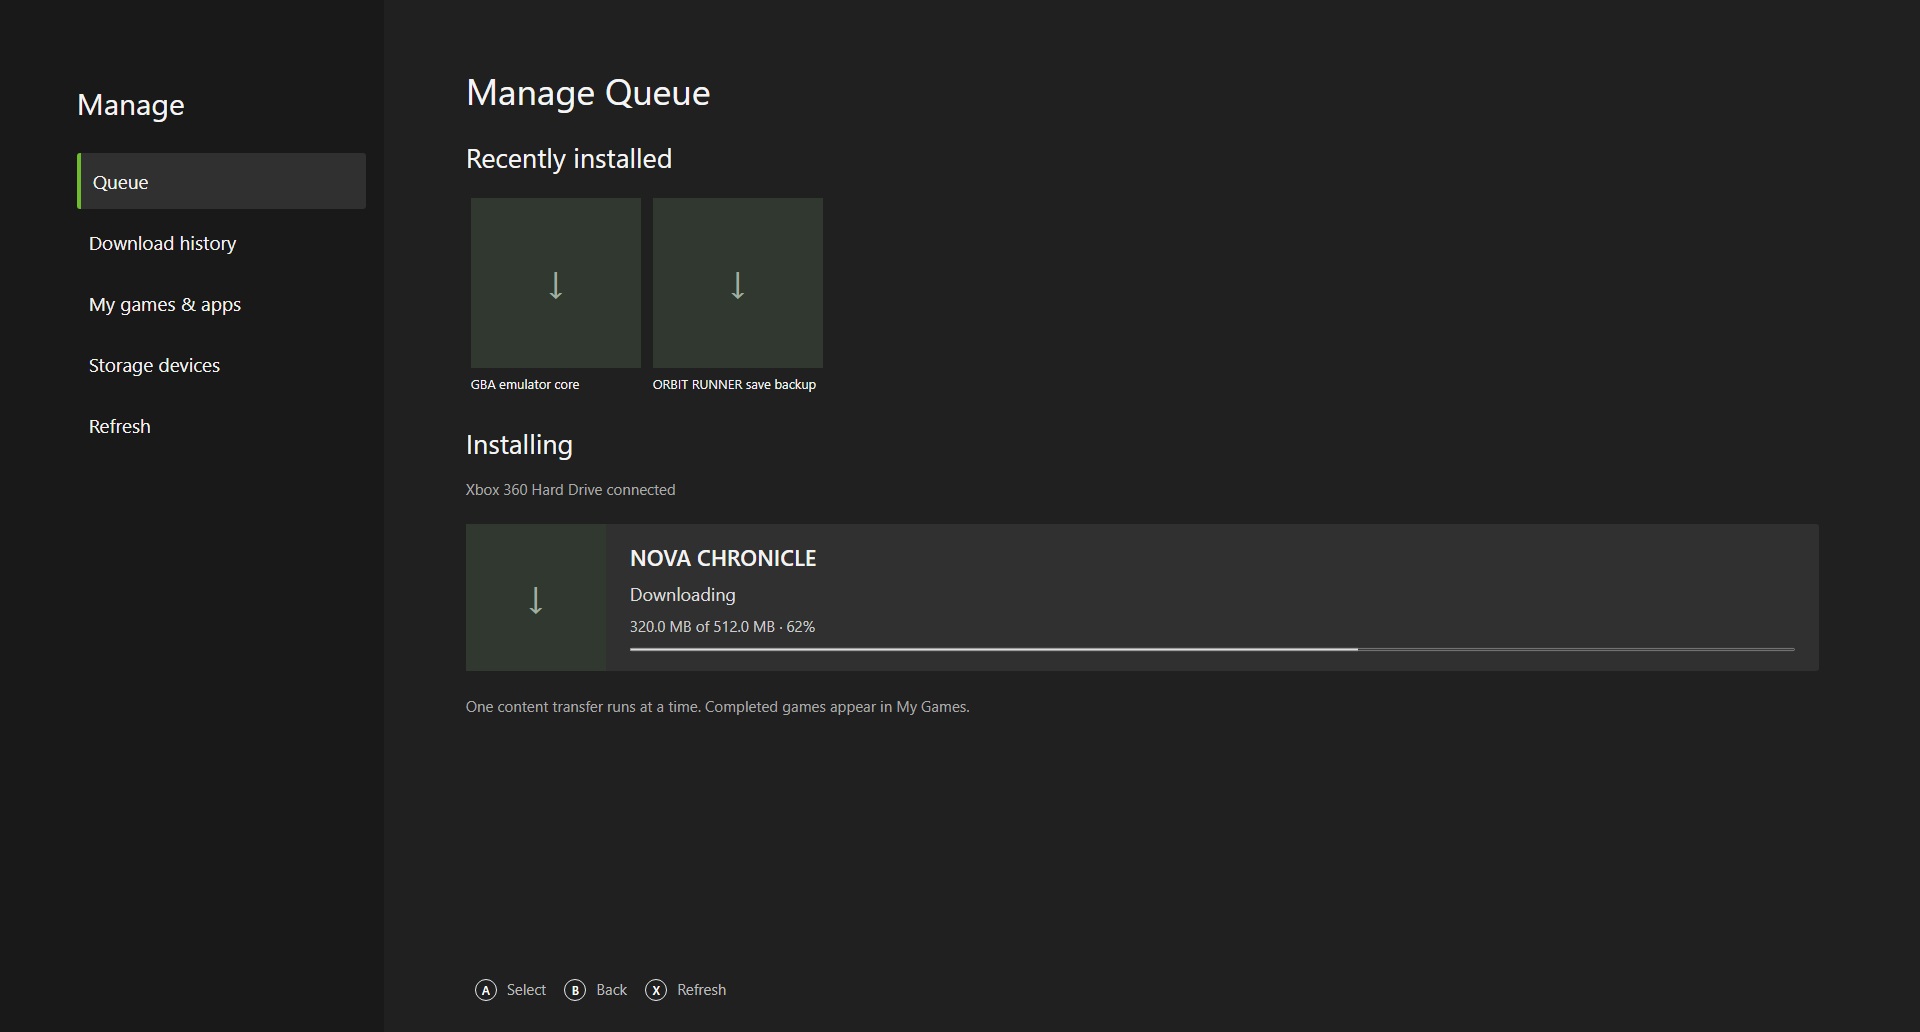 Manage
Queue
Download history
My games & apps
Storage devices
Refresh
Manage Queue
Recently installed
GBA emulator core
ORBIT RUNNER save backup
Installing
Xbox 360 Hard Drive connected
NOVA CHRONICLE
Downloading
320.0 MB of 512.0 MB · 62%
One content transfer runs at a time. Completed games appear in My Games.
A Select B Back X Refresh